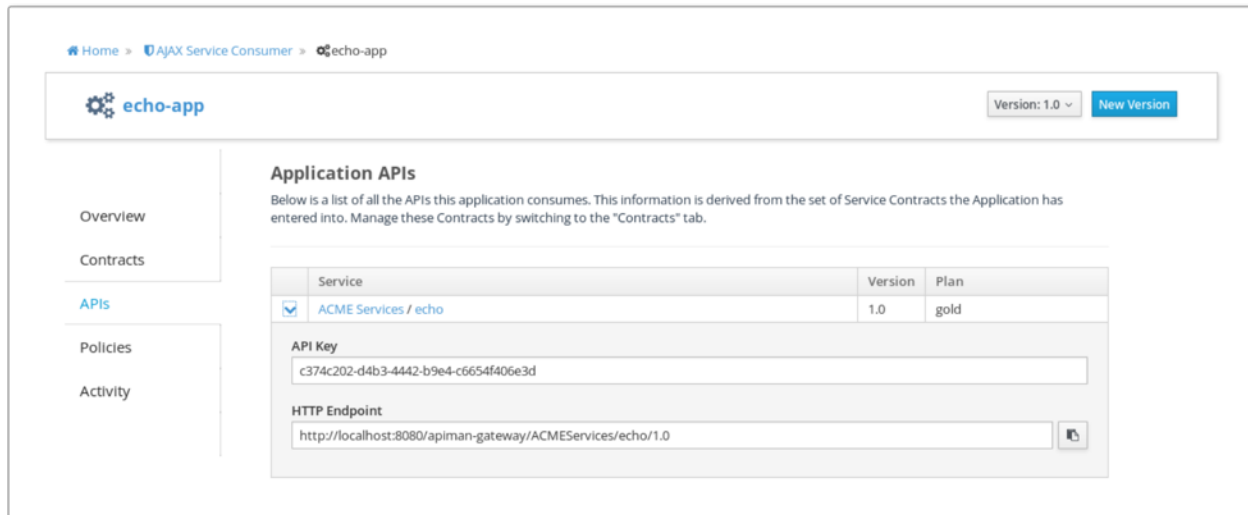 Home » AJAX Service Consumer » echo-app
echo-app
Version: 1.0
New Version
Overview
Contracts
APIs
Policies
Activity
Application APIs
Below is a list of all the APIs this application consumes. This information is derived from the set of Service Contracts the Application has
entered into. Manage these Contracts by switching to the "Contracts" tab.
Service Version Plan
ACME Services / echo 1.0 gold
API Key
c374c202-d4b3-4442-b9e4-c6654f406e3d
HTTP Endpoint
http://localhost:8080/apiman-gateway/ACMEServices/echo/1.0